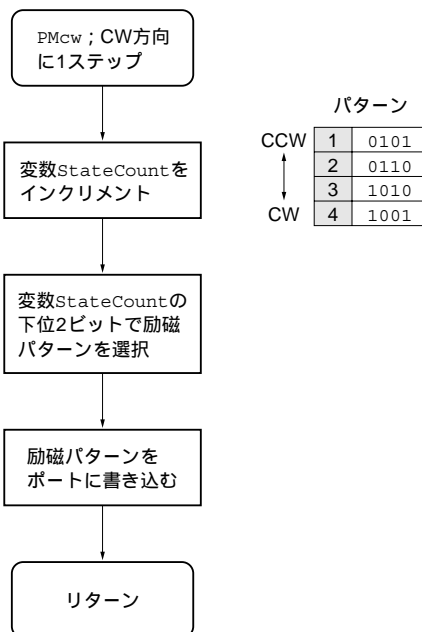 PMcw；CW方向
に1ステップ
変数StateCountを
インクリメント
変数StateCountの
下位2ビットで励磁
パターンを選択
励磁パターンを
ポートに書き込む
リターン
パターン
CCW 1 0101
2 0110
3 1010
CW 4 1001